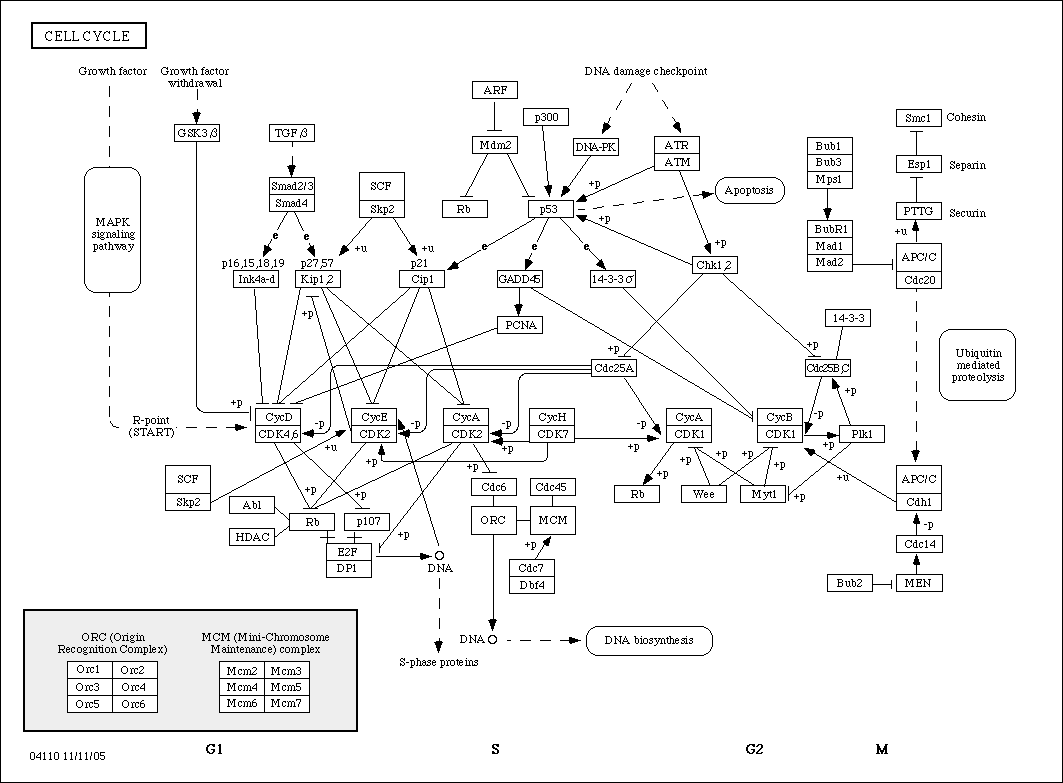 CELL CYCLE
Growth factor
Growth factor
withdrawal
DNA damage checkpoint
ARF
p300
GSK3β
TGFβ
Mdm2
DNA-PK
ATR
ATM
Smc1
Cohesin
Bub1
Bub3
Mps1
Esp1
Separin
MAPK
signaling
pathway
Smad2/3
Smad4
SCF
Skp2
Rb
p53
+p
Apoptosis
PTTG
Securin
+p
+u
BubR1
Mad1
Mad2
e
e
+u
+u
e
e
e
+p
p16,15,18,19
Ink4a-d
p27,57
Kip1,2
p21
Cip1
GADD45
14-3-3σ
Chk1,2
APC/C
Cdc20
+p
PCNA
14-3-3
+p
+p
Cdc25A
Cdc25B,C
Ubiquitin
mediated
proteolysis
+p
+p
R-point
(START)
CycD
CDK4,6
-p
CycE
CDK2
-p
CycA
CDK2
-p
CycH
CDK7
-p
CycA
CDK1
CycB
CDK1
-p
+p
Plk1
+p
+p
+p
+p
SCF
Skp2
+p
+p
+p
Cdc6
Cdc45
Rb
Wee
Myt1
+p
+u
APC/C
Cdh1
Abl
HDAC
Rb
p107
ORC
MCM
-p
+p
E2F
DP1
DNA
+p
Cdc7
Dbf4
Cdc14
Bub2
MEN
DNA
DNA biosynthesis
S-phase proteins
ORC (Origin
Recognition Complex)
Orc1 Orc2
Orc3 Orc4
Orc5 Orc6
MCM (Mini-Chromosome
Maintenance) complex
Mcm2 Mcm3
Mcm4 Mcm5
Mcm6 Mcm7
04110 11/11/05
G1
S
G2
M